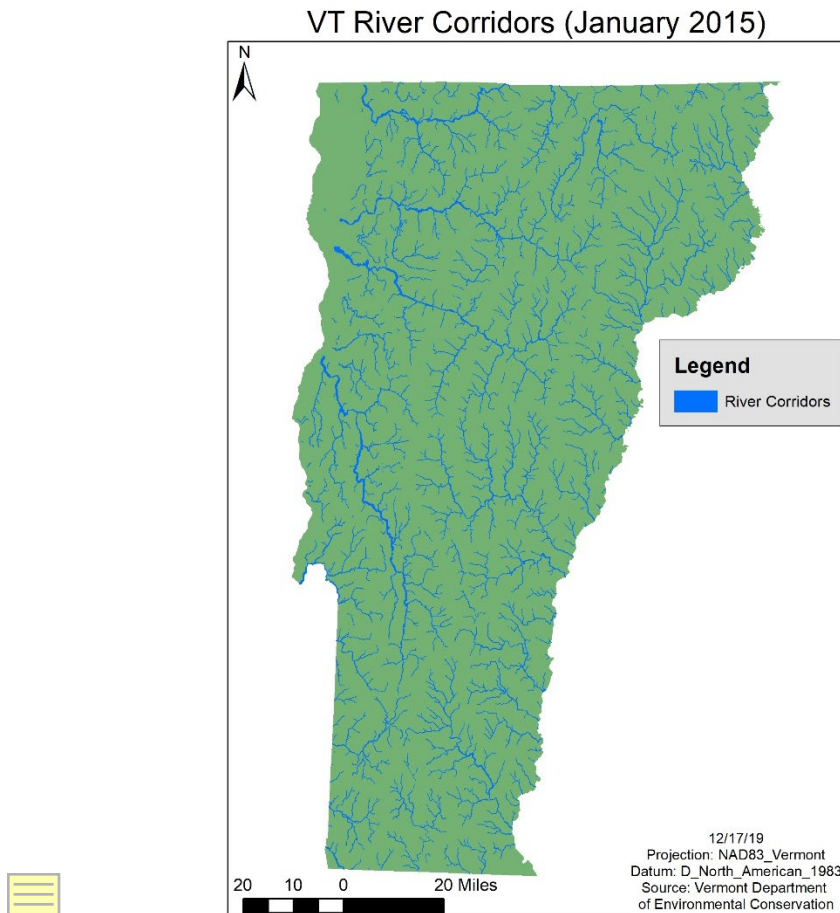 VT River Corridors (January 2015)
N
Legend
River Corridors
12/17/19
Projection: NAD83_Vermont
Datum: D_North_American_1983
Source: Vermont Department
of Environmental Conservation
20 10 0 20 Miles